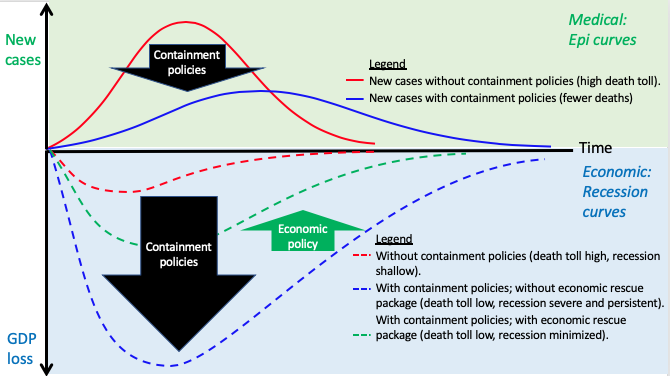 Medical:
Epi curves
New
cases
Containment
policies
Legend
New cases without containment policies (high death toll).
New cases with containment policies (fewer deaths)
Time
Economic:
Recession
curves
Containment
policies
Economic
policy
Legend
Without containment policies (death toll high, recession
shallow).
With containment policies; without economic rescue
package (death toll low, recession severe and persistent).
With containment policies; with economic rescue
package (death toll low, recession minimized).
GDP
loss